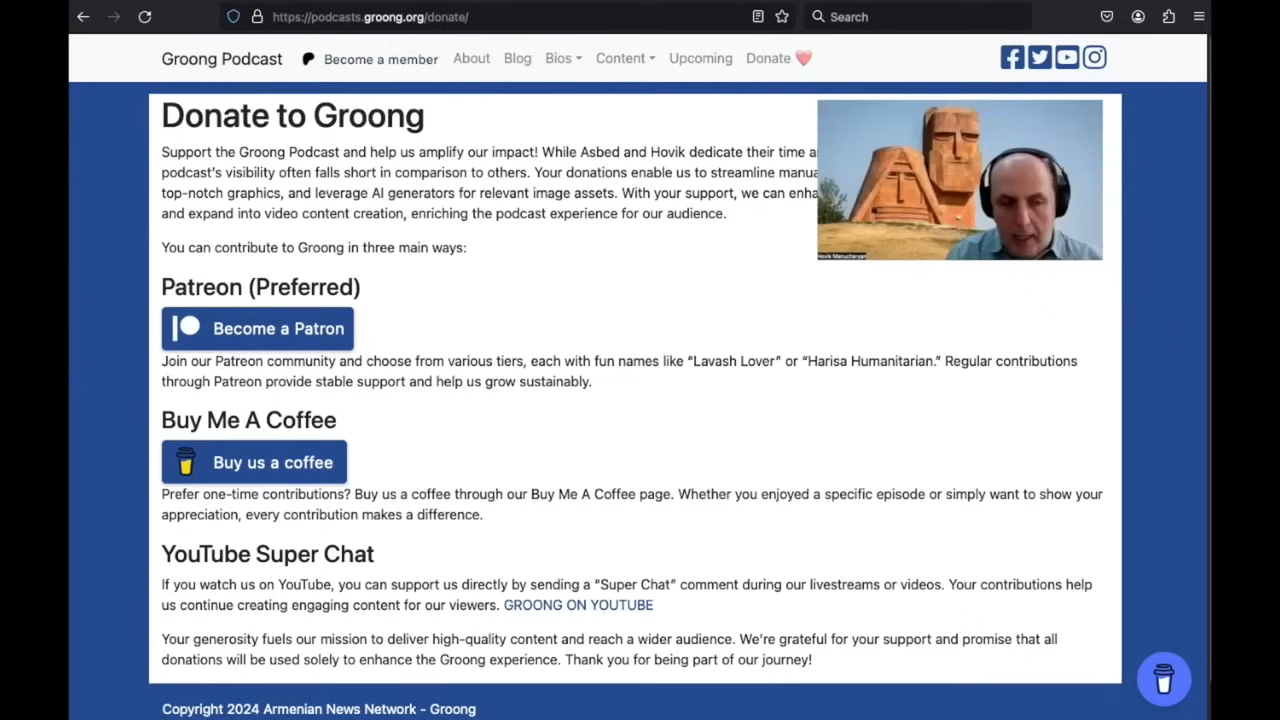 https://podcasts.groong.org/donate/
Search
Groong Podcast
Become a member
About
Blog
Bios
Content
Upcoming
Donate
Donate to Groong
Support the Groong Podcast and help us amplify our impact! While Asbed and Hovik dedicate their time
podcast's visibility often falls short in comparison to others. Your donations enable us to streamline
top-notch graphics, and leverage AI generators for relevant image assets. With your support, we can
and expand into video content creation, enriching the podcast experience for our audience.
You can contribute to Groong in three main ways:
Patreon (Preferred)
Become a Patron
Join our Patreon community and choose from various tiers, each with fun names like “Lavash Lover” or “Harisa Humanitarian.” Regular contributions
through Patreon provide stable support and help us grow sustainably.
Buy Me A Coffee
Buy us a coffee
Prefer one-time contributions? Buy us a coffee through our Buy Me A Coffee page. Whether you enjoyed a specific episode or simply want to show your
appreciation, every contribution makes a difference.
YouTube Super Chat
If you watch us on YouTube, you can support us directly by sending a “Super Chat” comment during our livestreams or videos. Your contributions help
us continue creating engaging content for our viewers. GROONG ON YOUTUBE
Your generosity fuels our mission to deliver high-quality content and reach a wider audience. We’re grateful for your support and promise that all
donations will be used solely to enhance the Groong experience. Thank you for being part of our journey!
Copyright 2024 Armenian News Network - Groong
Hovik Manucharyan